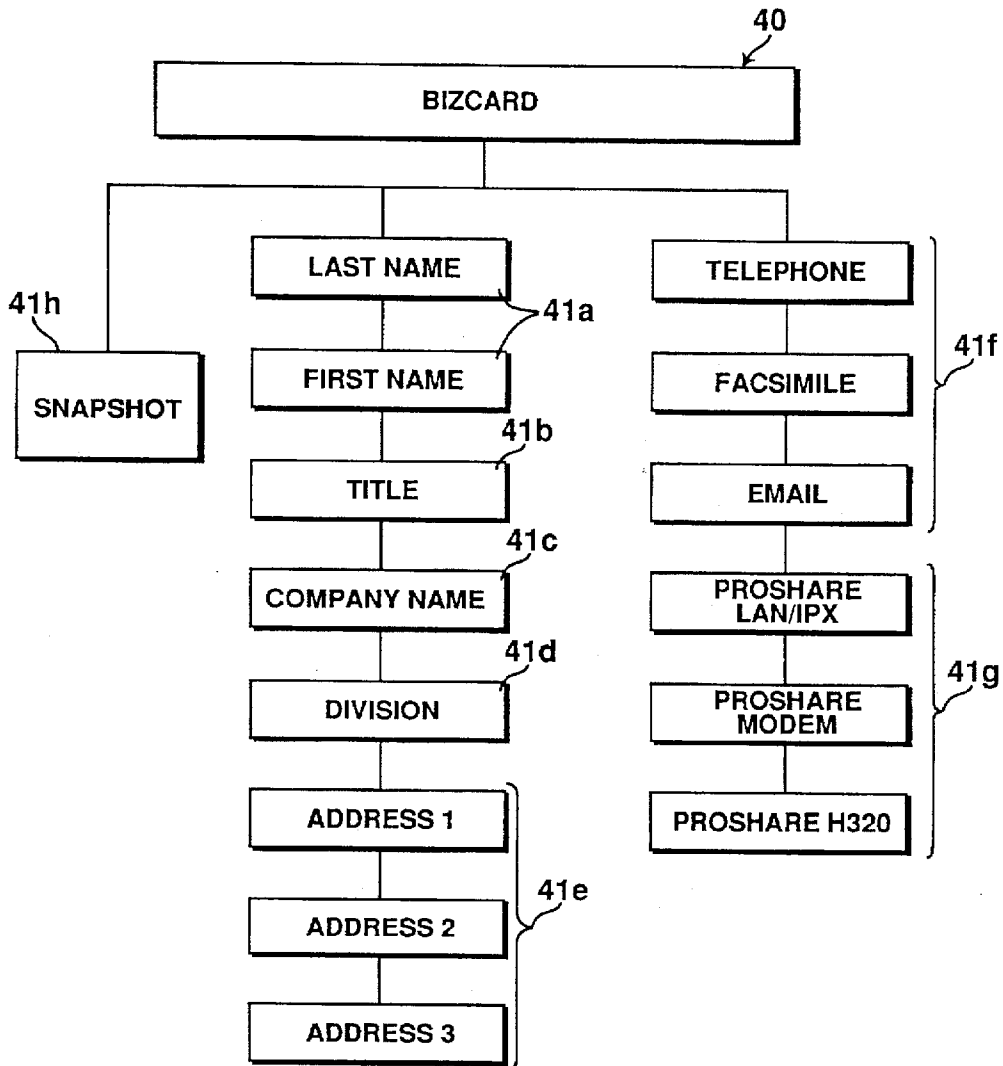 40
BIZCARD
LAST NAME
TELEPHONE
41h
41a
41f
FIRST NAME
FACSIMILE
SNAPSHOT
41b
TITLE
EMAIL
41c
COMPANY NAME
PROSHARE
LAN/IPX
41d
41g
DIVISION
PROSHARE
MODEM
ADDRESS 1
PROSHARE H320
41e
ADDRESS 2
ADDRESS 3